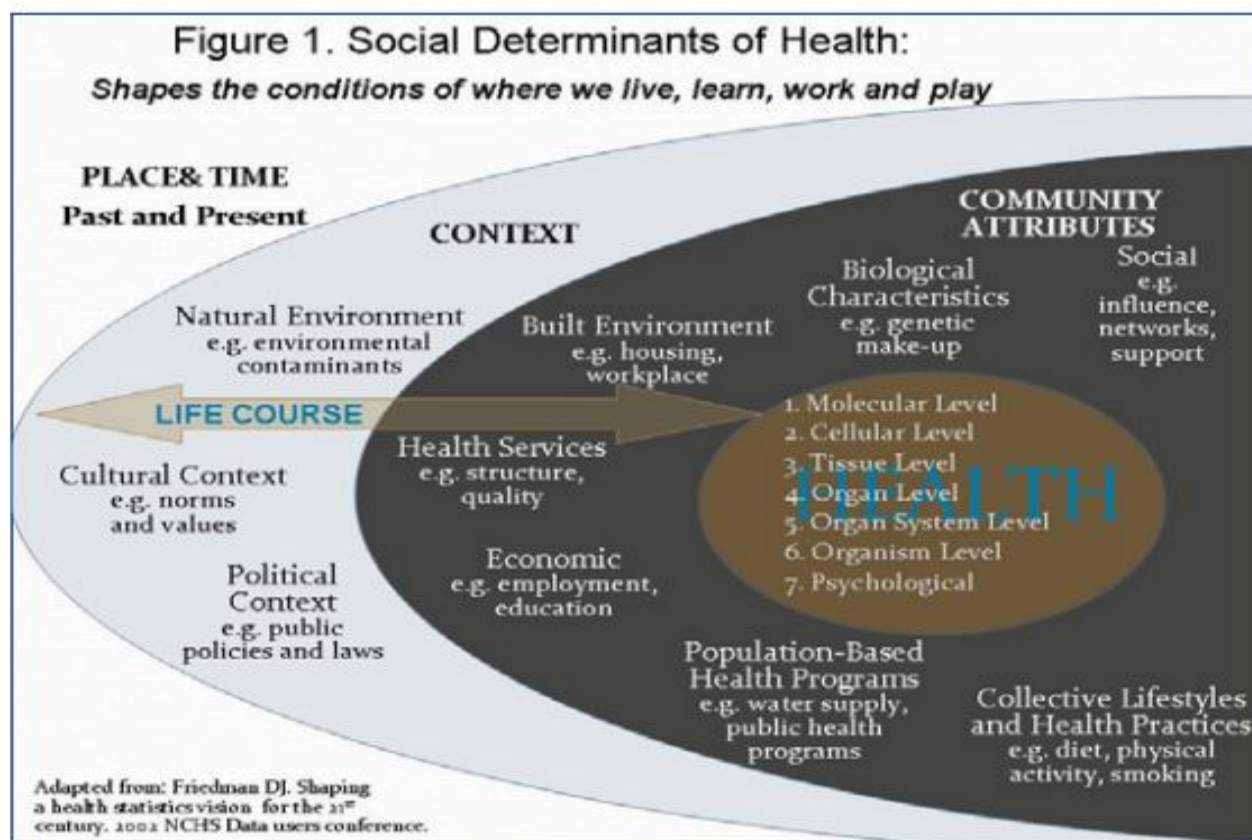 Figure 1. Social Determinants of Health:
Shapes the conditions of where we live, learn, work and play
PLACE& TIME
Past and Present
CONTEXT
COMMUNITY
ATTRIBUTES
Natural Environment
e.g. environmental
contaminants
Built Environment
e.g. housing,
workplace
Biological
Characteristics
e.g. genetic
make-up
Social
e.g.
influence,
networks,
support
LIFE COURSE
Cultural Context
e.g. norms
and values
Political
Context
e.g. public
policies and laws
Health Services
e.g. structure,
quality
Economic
e.g. employment,
education
HEALTH
1. Molecular Level
2. Cellular Level
3. Tissue Level
4. Organ Level
5. Organ System Level
6. Organism Level
7. Psychological
Population-Based
Health Programs
e.g. water supply,
public health
programs
Collective Lifestyles
and Health Practices
e.g. diet, physical
activity, smoking
Adapted from: Friedman DJ. Shaping
a health statistics vision for the 21st
century. 2002 NCHS Data users conference.